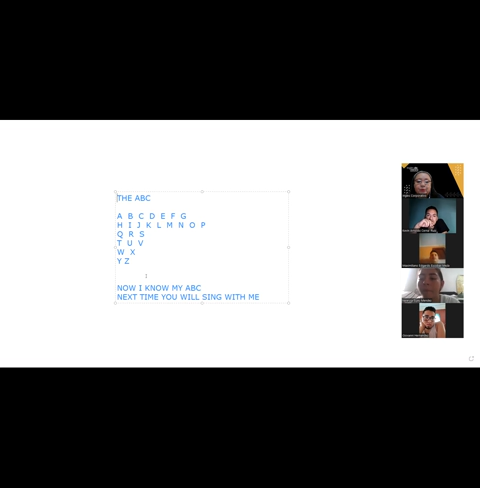 THE ABC
A B C D E F G
H I J K L M N O P
Q R S
T U V
W X
Y Z
NOW I KNOW MY ABC
NEXT TIME YOU WILL SING WITH ME